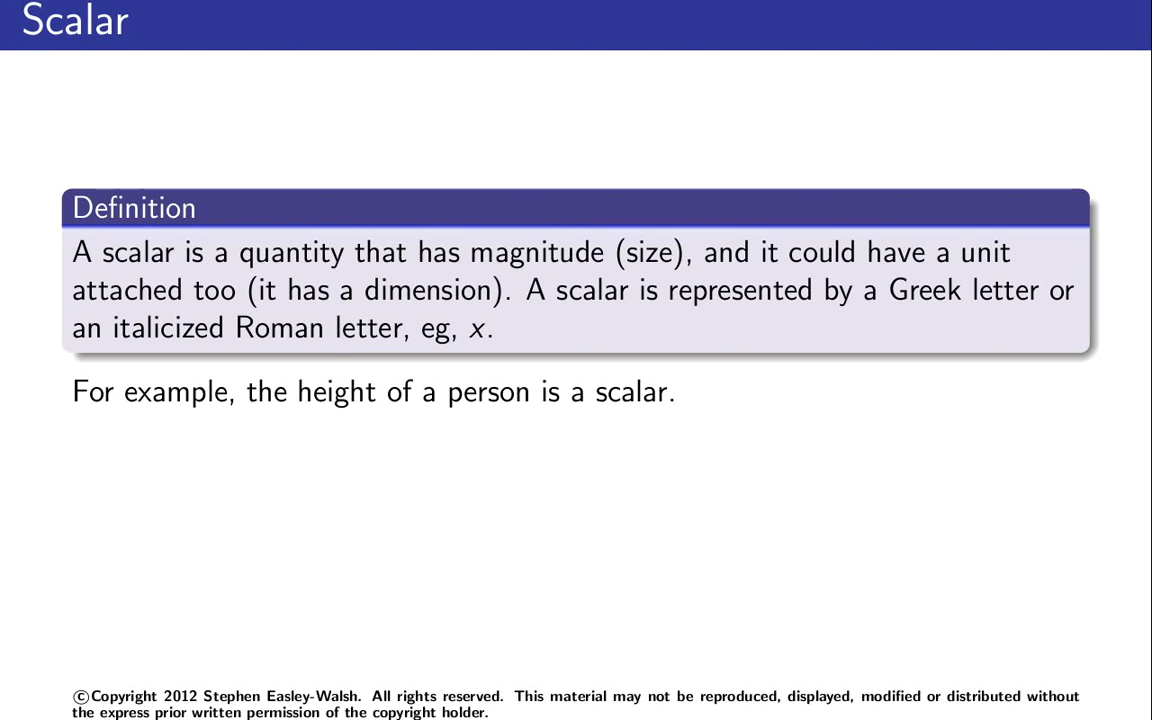 Scalar
Definition
A scalar is a quantity that has magnitude (size), and it could have a unit
attached too (it has a dimension). A scalar is represented by a Greek letter or
an italicized Roman letter, eg, x.
For example, the height of a person is a scalar.
©Copyright 2012 Stephen Easley-Walsh. All rights reserved. This material may not be reproduced, displayed, modified or distributed without
the express prior written permission of the copyright holder.